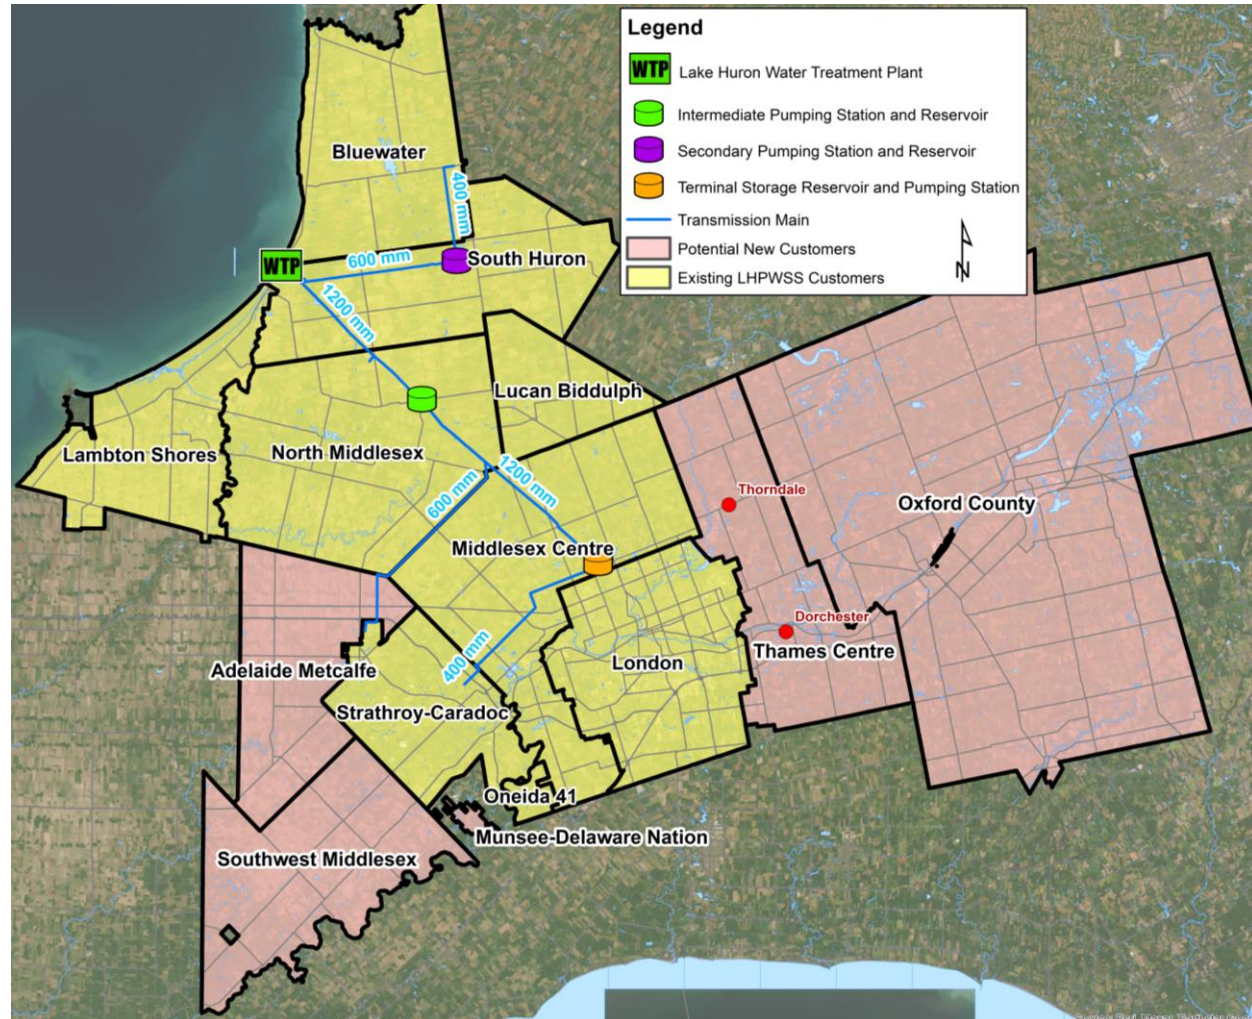 Legend
WTP Lake Huron Water Treatment Plant
Intermediate Pumping Station and Reservoir
Secondary Pumping Station and Reservoir
Terminal Storage Reservoir and Pumping Station
Transmission Main
N
Potential New Customers
Existing LHPWSS Customers
Bluewater
400 mm
WTP
600 mm
South Huron
1200 mm
Lucan Biddulph
Lambton Shores
North Middlesex
600 mm
1200 mm
Thorndale
Oxford County
Middlesex Centre
Dorchester
Thames Centre
400 mm
London
Adelaide Metcalfe
Strathroy-Caradoc
Oneida 41
Munsee-Delaware Nation
Southwest Middlesex